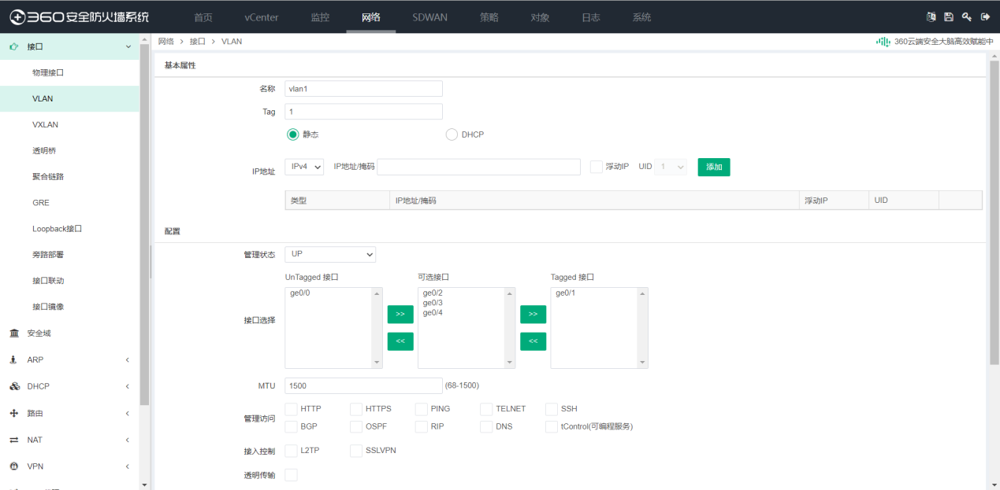 360安全防火墙系统 首页 vCenter 监控 网络 SDWAN 策略 对象 日志 系统
接口
物理接口
VLAN
VXLAN
透明桥
聚合链路
GRE
Loopback接口
旁路部署
接口联动
接口镜像
安全域
ARP
DHCP
路由
NAT
VPN
网络 > 接口 > VLAN
360云端安全大脑高效赋能中
基本属性
名称 vlan1
Tag 1
静态 DHCP
IP地址 IPv4 IP地址/掩码 浮动IP UID 1 添加
类型 IP地址/掩码 浮动IP UID
配置
管理状态 UP
UnTagged 接口 可选接口 Tagged 接口
接口选择
ge0/0 ge0/2 ge0/1
ge0/3
ge0/4
>> >>
<< <<
MTU 1500 (68-1500)
管理访问
HTTP HTTPS PING TELNET SSH
BGP OSPF RIP DNS tControl(可编程服务)
接入控制 L2TP SSLVPN
透明传输